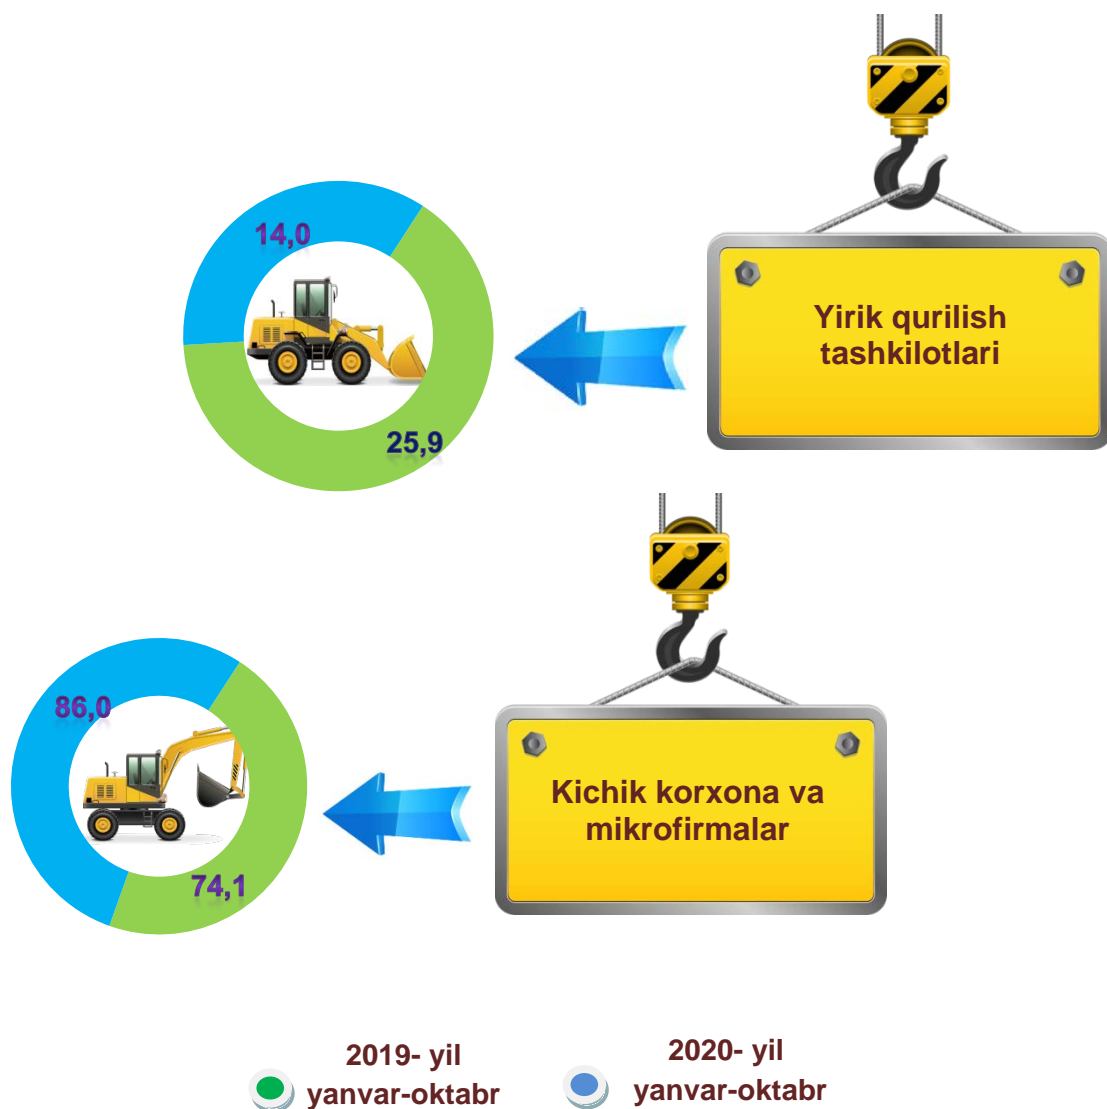 14,0
Yirik qurilish
tashkilotlari
25,9
86,0
Kichik korxona va
mikrofirmalar
74,1
2019- yil
yanvar-oktabr
2020- yil
yanvar-oktabr